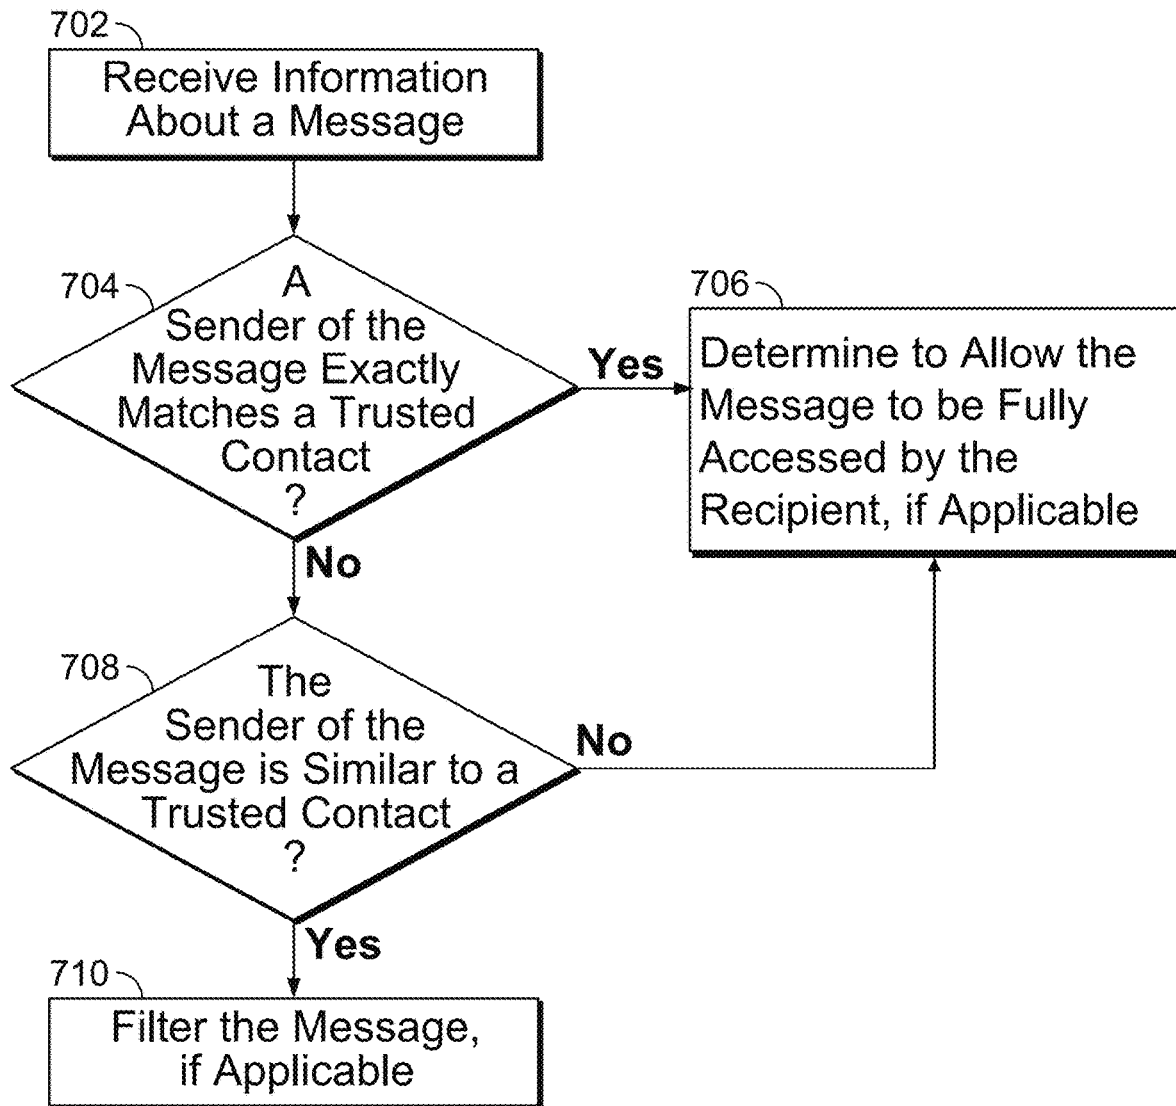 702
Receive Information
About a Message
704
A
Sender of the
Message Exactly
Matches a Trusted
Contact
?
Yes
706
Determine to Allow the
Message to be Fully
Accessed by the
Recipient, if Applicable
No
708
The
Sender of the
Message is Similar to a
Trusted Contact
?
No
Yes
710
Filter the Message,
if Applicable